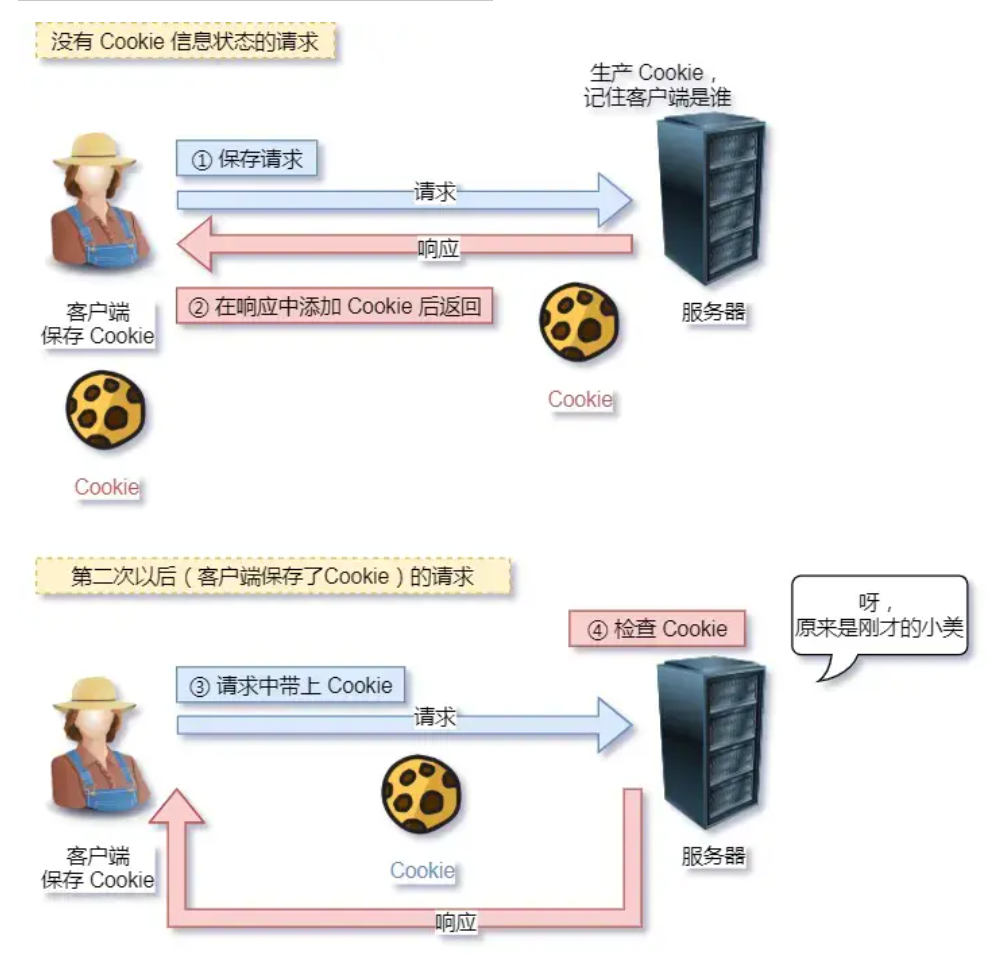 没有 Cookie 信息状态的请求
生产 Cookie，
记住客户端是谁
① 保存请求
请求
响应
② 在响应中添加 Cookie 后返回
客户端
保存 Cookie
服务器
Cookie
Cookie
第二次以后（客户端保存了Cookie）的请求
呀，
原来是刚才的小美
④ 检查 Cookie
③ 请求中带上 Cookie
请求
客户端
保存 Cookie
Cookie
服务器
响应